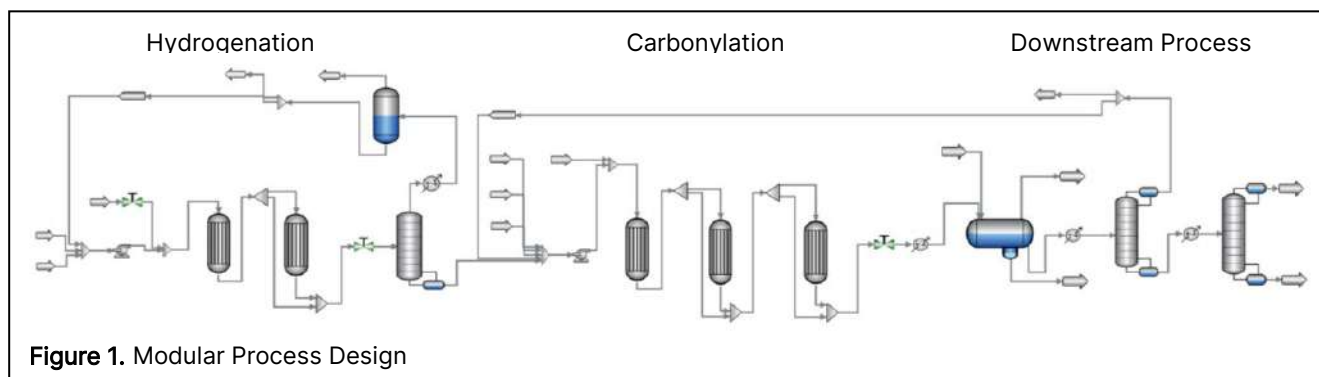 Hydrogenation
Carbonylation
Downstream Process
Figure 1. Modular Process Design